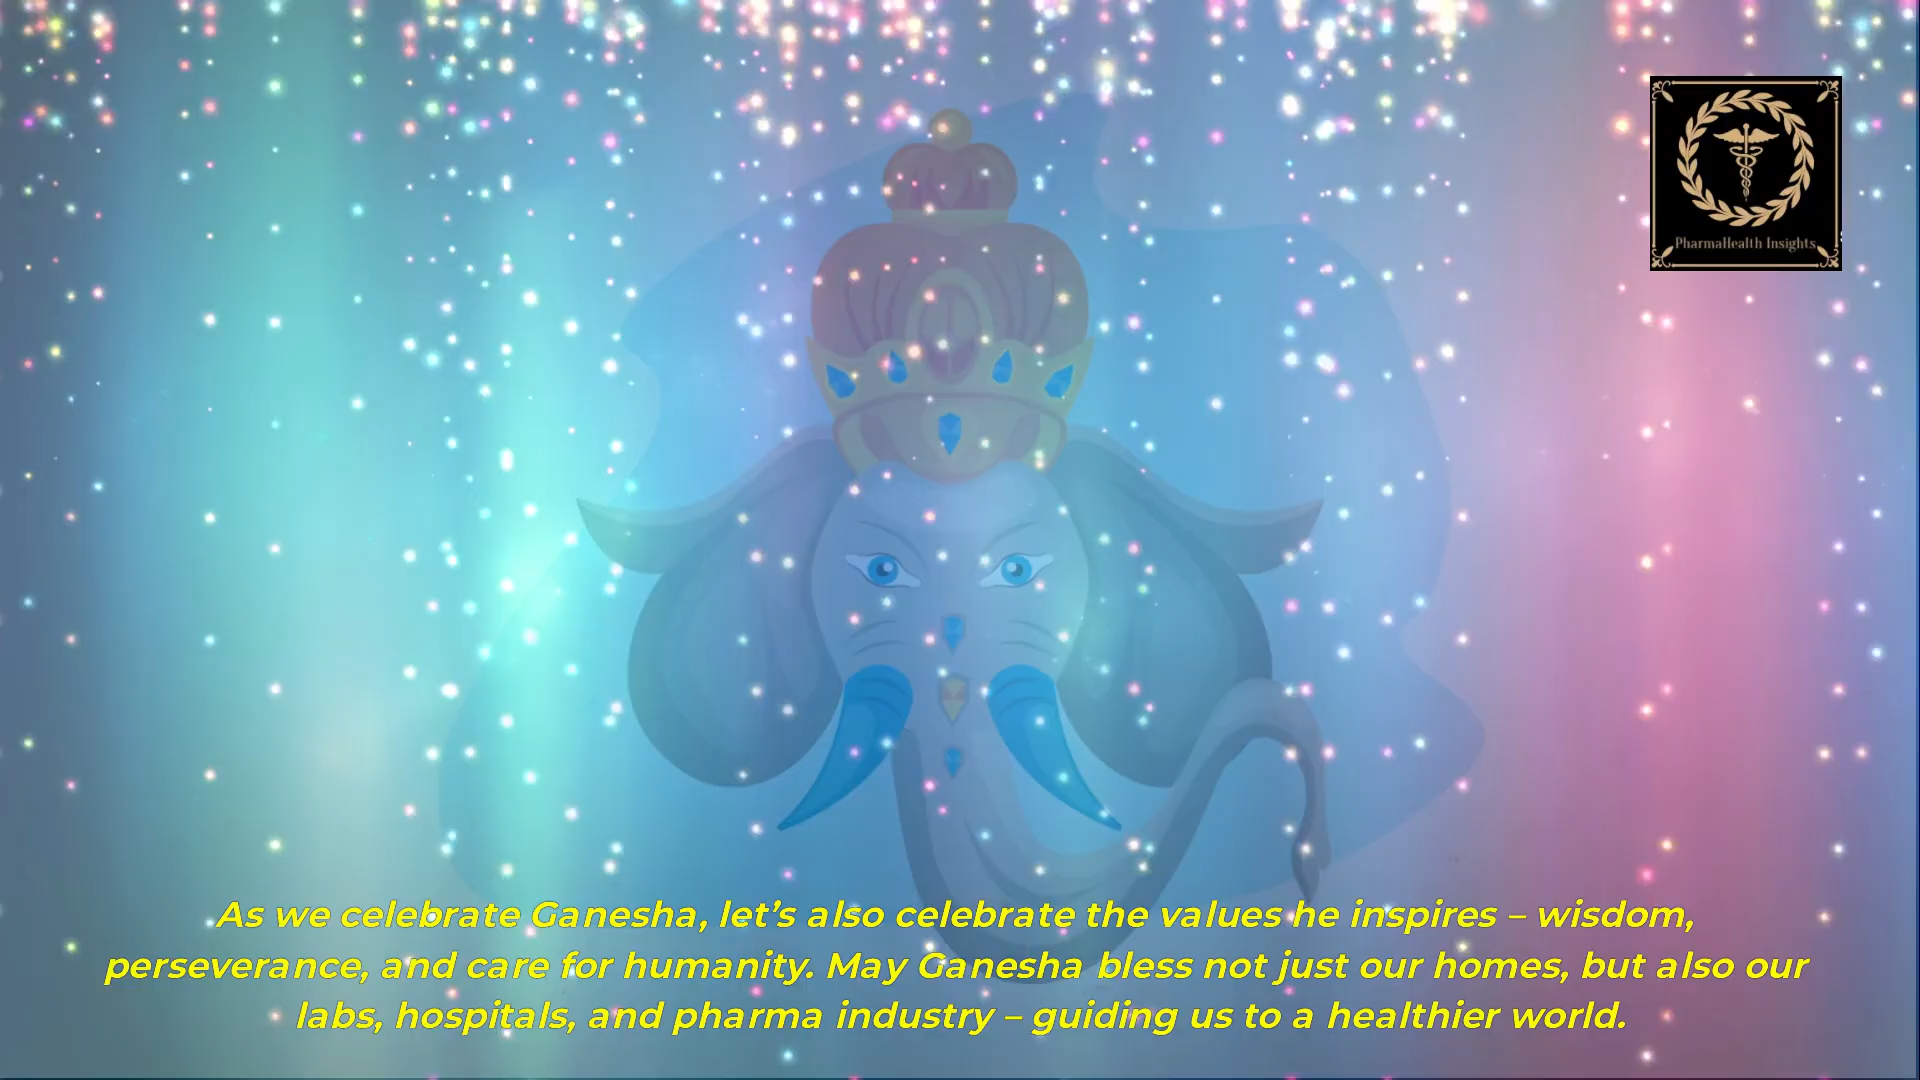 PharmaHealth Insights
As we celebrate Ganesha, let’s also celebrate the values he inspires – wisdom,
perseverance, and care for humanity. May Ganesha bless not just our homes, but also our
labs, hospitals, and pharma industry – guiding us to a healthier world.